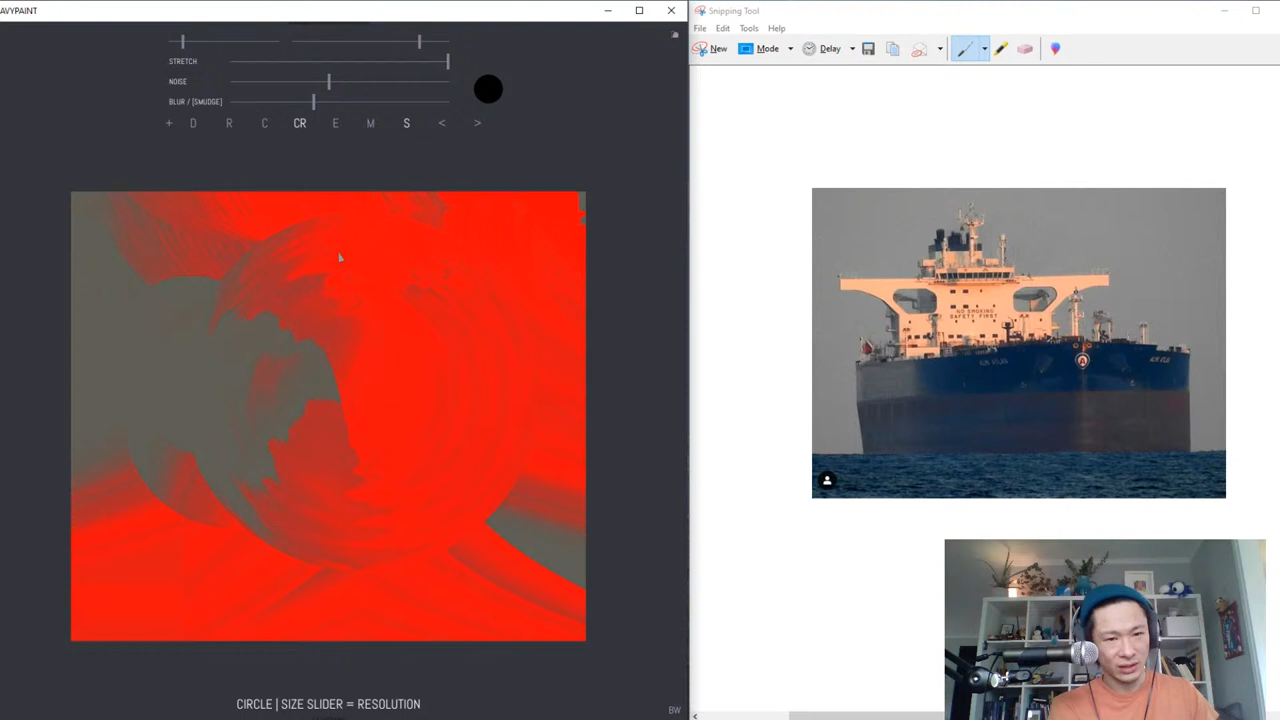 AVYPAINT
STRETCH
NOISE
BLUR / [SMUDGE]
+ D R C CR E M S < >
CIRCLE | SIZE SLIDER = RESOLUTION
BW
Snipping Tool
File Edit Tools Help
New Mode Delay
NO SMOKING
SAFETY FIRST
A